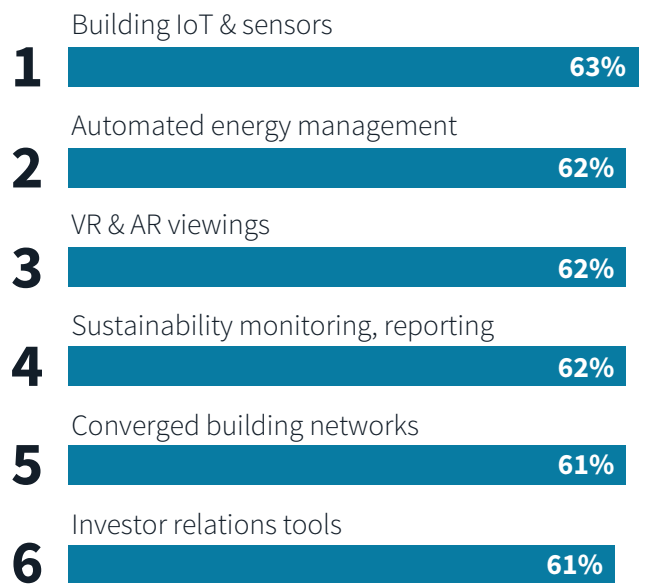 Building IoT & sensors
1 63%
Automated energy management
2 62%
VR & AR viewings
3 62%
Sustainability monitoring, reporting
4 62%
Converged building networks
5 61%
Investor relations tools
6 61%